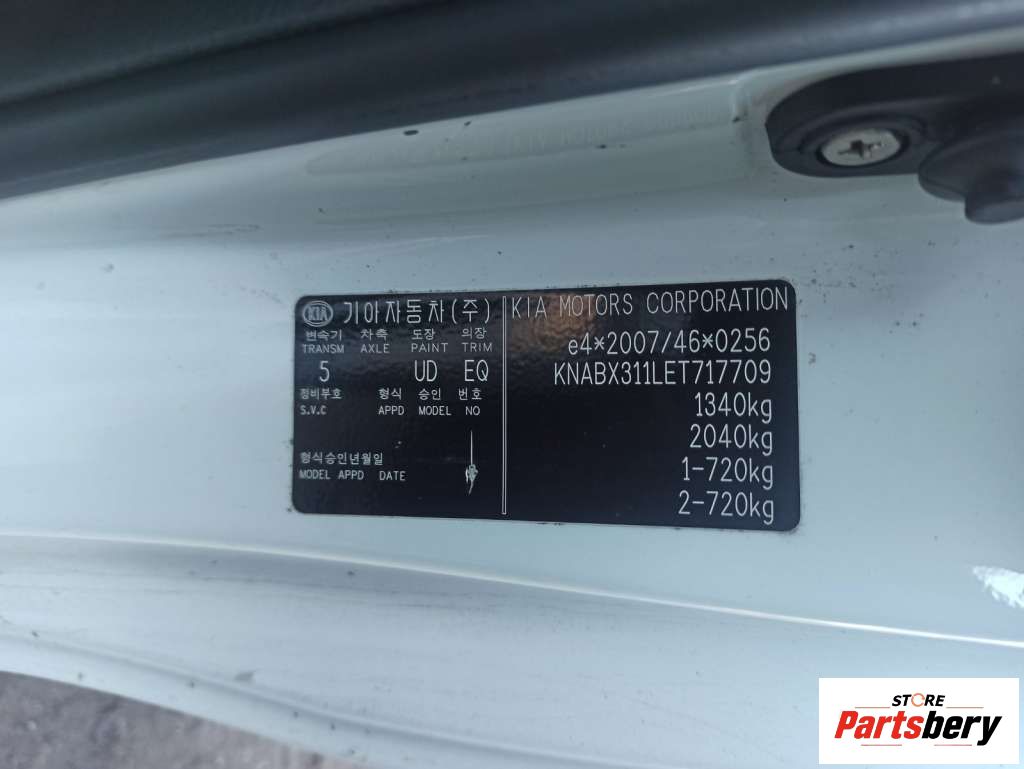 KIA 기아자동차(주)
변속기 차축 도장 의장
TRANSM AXLE PAINT TRIM
5 UD EQ
정비부호 형식 승인 번호
S.V.C APPD MODEL NO
형식승인년월일
MODEL APPD DATE
KIA MOTORS CORPORATION
e4*2007/46*0256
KNABX311LET717709
1340kg
2040kg
1-720kg
2-720kg
STORE
Partsbery